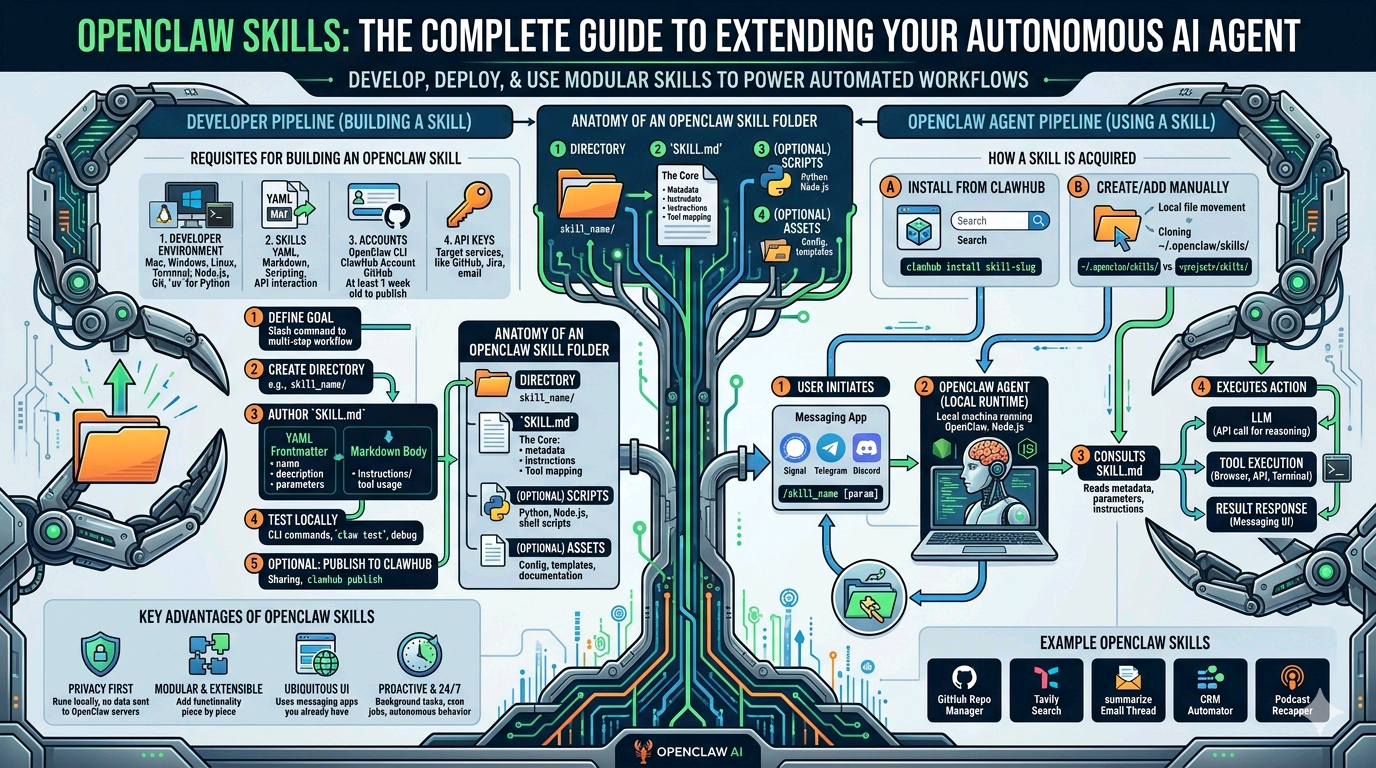 OPENCLAW SKILLS: THE COMPLETE GUIDE TO EXTENDING YOUR AUTONOMOUS AI AGENT
DEVELOP, DEPLOY, & USE MODULAR SKILLS TO POWER AUTOMATED WORKFLOWS
DEVELOPER PIPELINE (BUILDING A SKILL)
REQUISITES FOR BUILDING AN OPENCLAW SKILL
1. DEVELOPER
ENVIRONMENT
Mac, Windows, Linux,
Node.js,
for Python
YAML
2. SKILLS
YAML,
Markdown,
Scripting,
API interaction
3. ACCOUNTS
OpenClaw CLI
ClawHub Account
GitHub
At least 1 week
old to publish
4. API KEYS
Target services,
like GitHub, Jira,
email
1 DEFINE GOAL
Slash command to
multi-stap workflow
2 CREATE DIRECTORY
e.g., skill_name/
3 AUTHOR 'SKILL.md'
YAML
Frontmatter
• namn
• deecription
• parameters
Markdown Body
• Instructions/
tool usage
4 TEST LOCALLY
CLI commands, 'claw test', debug
5 OPTIONAL: PUBLISH TO CLAWHUB
Sharing, clawhub publish
ANATOMY OF AN
OPENCLAW SKILL FOLDER
DIRECTORY
skill_name/
'SKILL.md'
The Core:
• metadata
• instrnctions
• Tool mapping
(OPTIONAL) SCRIPTS
Python, Node.js,
shell scripts
(OPTIONAL) ASSETS
Config, templates,
documentation
KEY ADVANTAGES OF OPENCLAW SKILLS
PRIVACY FIRST
Rune locally, no data sont
to OpenClaw servers
MODULAR & EXTENSIBLE
Add functionality
piece by piece
UBIQUITOUS UI
Uses messaging apps
you already have
PROACTIVE & 24/7
Background tasks, cron
jobs, autonomous behavior
ANATOMY OF AN OPENCLAW SKILL FOLDER
1 DIRECTORY
skill_name/
2 'SKILL.md'
The Core
• Matadata
• Tool mapping
3 (OPTIONAL)
SCRIPTS
Python
Node js
4 (OPTIONAL)
ASSETS
Config,
templates
OPENCLAW AGENT PIPELINE (USING A SKILL)
HOW A SKILL IS ACQUIRED
A INSTALL FROM CLAWHUB
Search
Search
clawhub install skill-slug
B CREATE/ADD MANUALLY
Local file movement
Cloning
~/.openclaw/skills/
vs
1 USER INITIATES
Messaging App
Signal
Telegram
Discord
/skill_name [param]
2 OPENCLAW AGENT
(LOCAL RUNTIME)
Local machina running
OpenClaw, Node.js
JS
3 CONSULTS
SKILL.md
Reads metadata,
parameters,
instructions
4 EXECUTES ACTION
LLM
(API call for reasoning)
TOOL EXECUTION
(Browser, API, Tarninal)
RESULT RESPONSE
(Messaging UI)
EXAMPLE OPENCLAW SKILLS
GitHub Repo
Manager
Tavily
Search
summarize
Email Thread
CRM
Automator
Podcast
Recapper
OPENCLAW AI